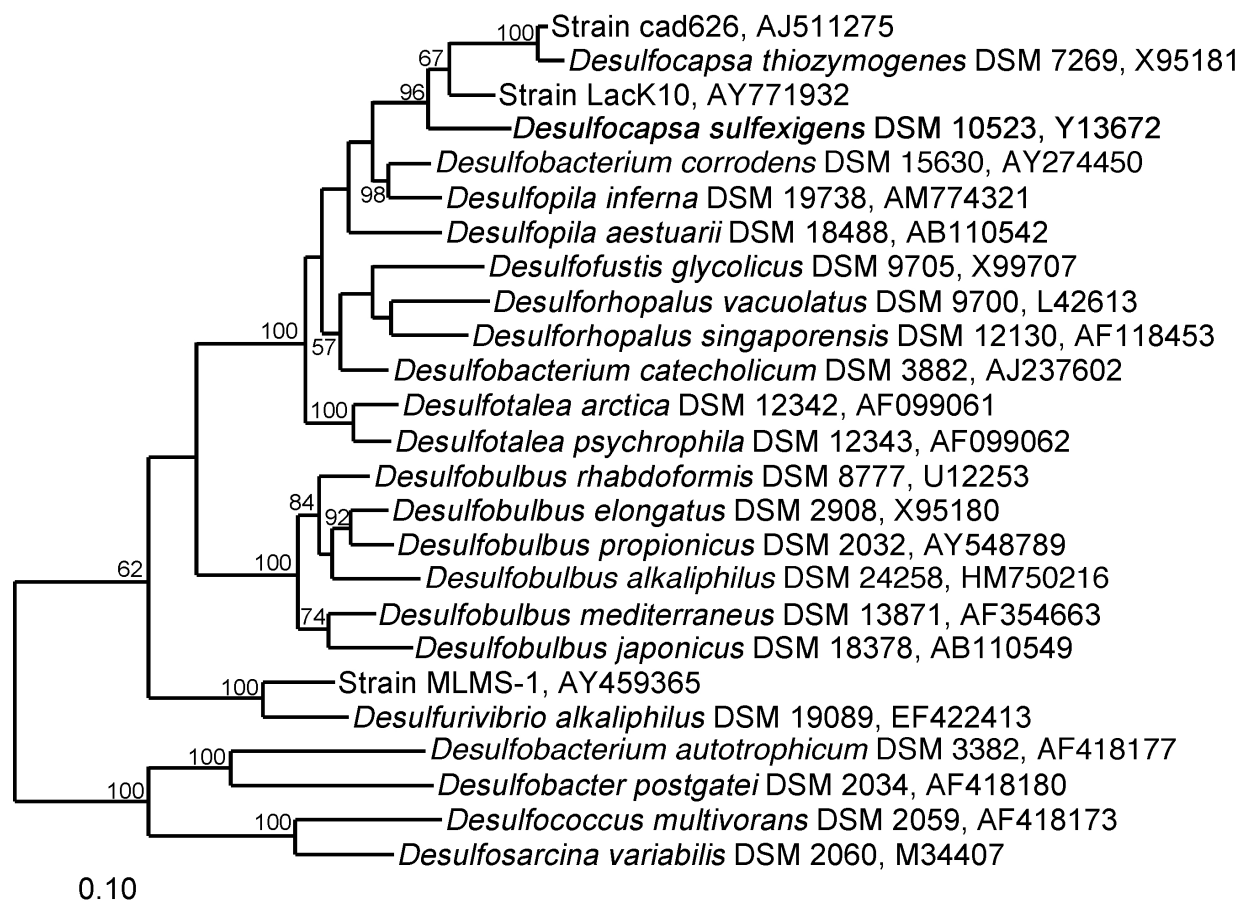 100 Strain cad626, AJ511275
67 Desulfocapsa thiozymogenes DSM 7269, X95181
96 Strain LacK10, AY771932
Desulfocapsa sulfexigens DSM 10523, Y13672
Desulfobacterium corrodens DSM 15630, AY274450
98 Desulfopila inferna DSM 19738, AM774321
Desulfopila aestuarii DSM 18488, AB110542
Desulfofustis glycolicus DSM 9705, X99707
Desulforhopalus vacuolatus DSM 9700, L42613
100 Desulforhopalus singaporensis DSM 12130, AF118453
57
Desulfobacterium catecholicum DSM 3882, AJ237602
100 Desulfotalea arctica DSM 12342, AF099061
Desulfotalea psychrophila DSM 12343, AF099062
Desulfobulbus rhabdoformis DSM 8777, U12253
84 92 Desulfobulbus elongatus DSM 2908, X95180
Desulfobulbus propionicus DSM 2032, AY548789
62 100 Desulfobulbus alkaliphilus DSM 24258, HM750216
74 Desulfobulbus mediterraneus DSM 13871, AF354663
Desulfobulbus japonicus DSM 18378, AB110549
100 Strain MLMS-1, AY459365
Desulfurivibrio alkaliphilus DSM 19089, EF422413
100 Desulfobacterium autotrophicum DSM 3382, AF418177
100 Desulfobacter postgatei DSM 2034, AF418180
100 Desulfococcus multivorans DSM 2059, AF418173
Desulfosarcina variabilis DSM 2060, M34407
0.10